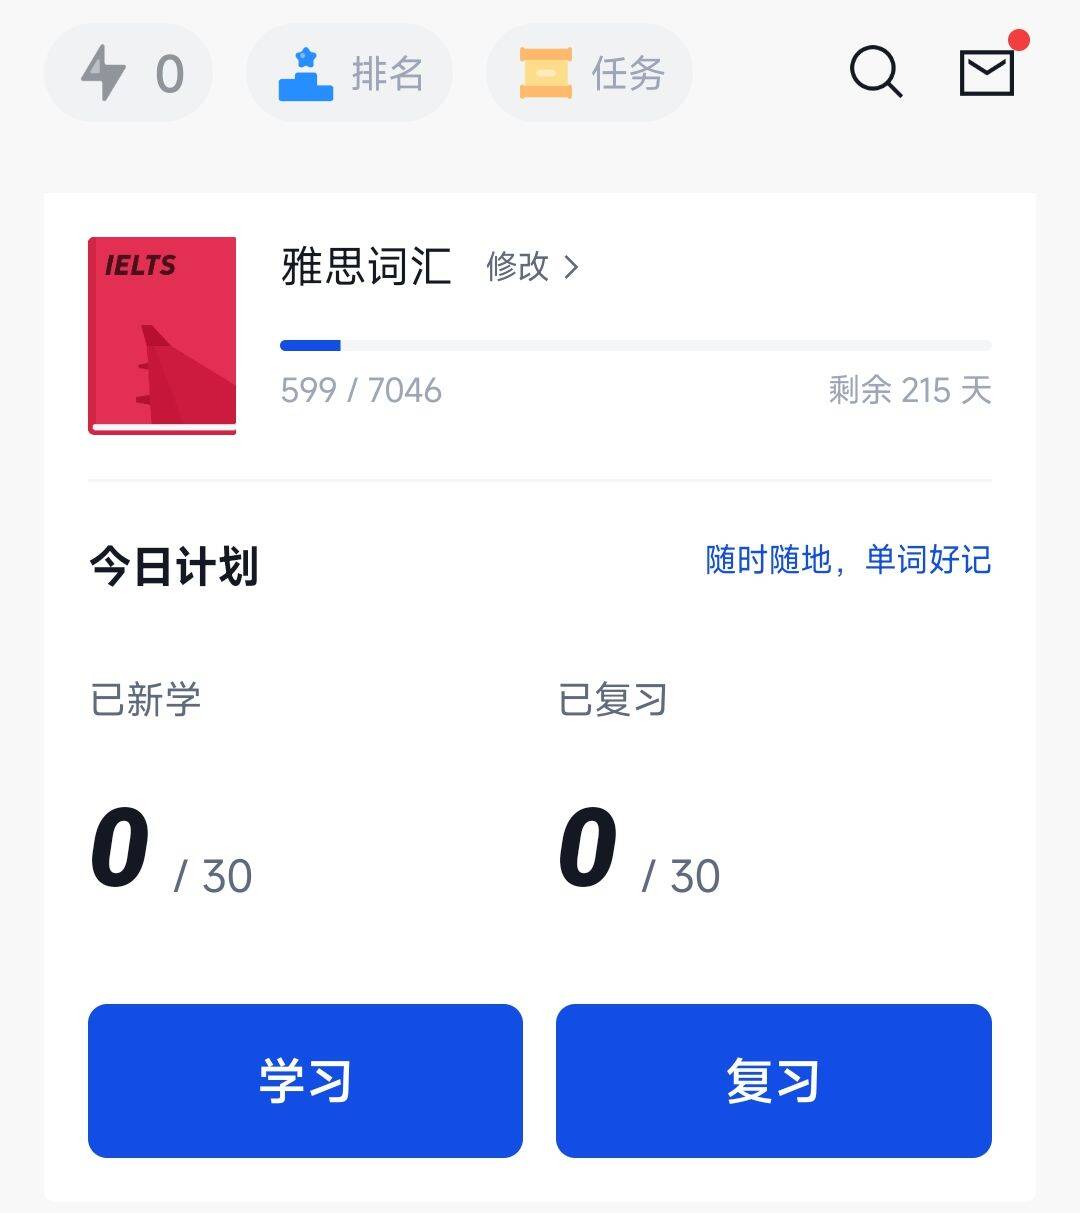 0 排名 任务
IELTS
雅思词汇 修改
599 / 7046 剩余 215 天
今日计划 随时随地，单词好记
已新学 已复习
0 / 30 0 / 30
学习 复习